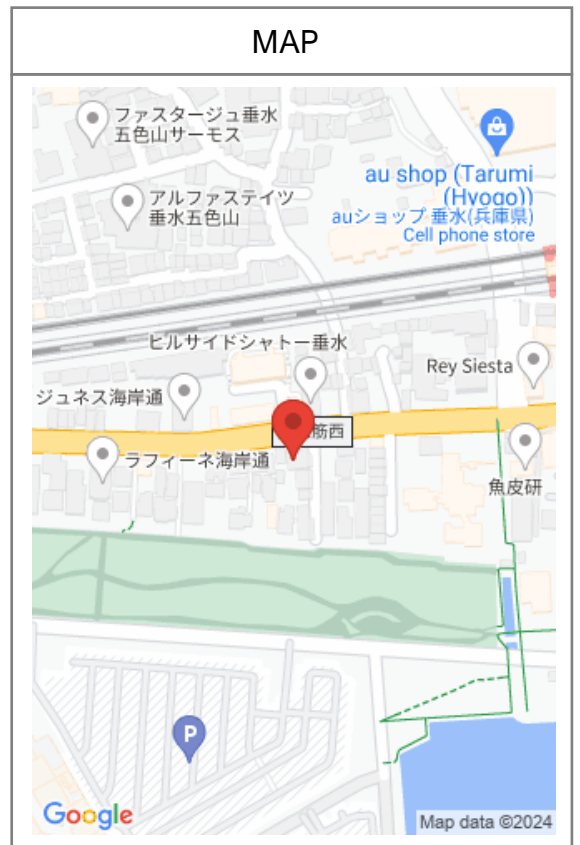 MAP
ファスタージュ垂水
五色山サーモス
au shop (Tarumi
(Hyogo))
auショップ 垂水(兵庫県)
Cell phone store
アルファステイツ
垂水五色山
ヒルサイドシャトー垂水
Rey Siesta
ジュネス海岸通
筋西
ラフィーネ海岸通
魚皮研
P
Google
Map data ©2024